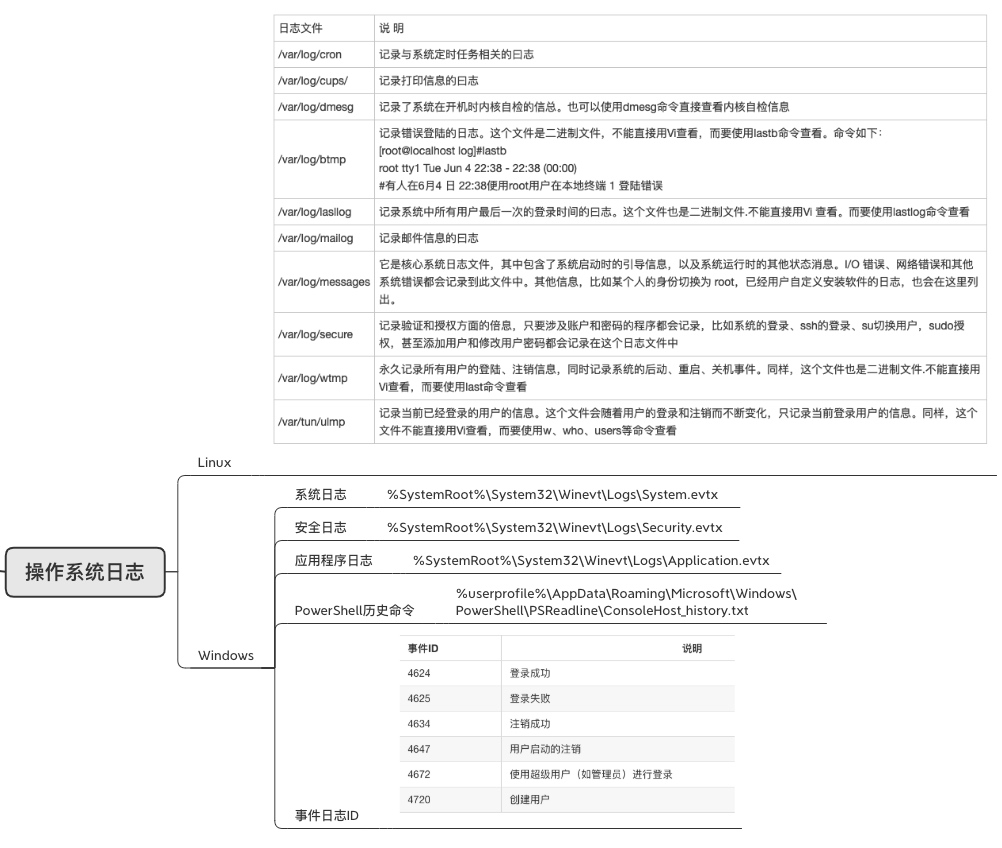 日志文件 说 明
/var/log/cron 记录与系统定时任务相关的曰志
/var/log/cups/ 记录打印信息的曰志
/var/log/dmesg 记录了系统在开机时内核自检的信总。也可以使用dmesg命令直接查看内核自检信息
/var/log/btmp 记录错误登陆的日志。这个文件是二进制文件，不能直接用Vi查看，而要使用lastb命令查看。命令如下：
[root@localhost log]#lastb
root tty1 Tue Jun 4 22:38 - 22:38 (00:00)
#有人在6月4 日 22:38便用root用户在本地终端 1 登陆错误
/var/log/lasilog 记录系统中所有用户最后一次的登录时间的曰志。这个文件也是二进制文件.不能直接用Vi 查看。而要使用lastlog命令查看
/var/log/mailog 记录邮件信息的曰志
/var/log/messages 它是核心系统日志文件，其中包含了系统启动时的引导信息，以及系统运行时的其他状态消息。I/O 错误、网络错误和其他
系统错误都会记录到此文件中。其他信息，比如某个人的身份切换为 root，已经用户自定义安装软件的日志，也会在这里列
出。
/var/log/secure 记录验证和授权方面的倍息，只要涉及账户和密码的程序都会记录，比如系统的登录、ssh的登录、su切换用户，sudo授
权，甚至添加用户和修改用户密码都会记录在这个日志文件中
/var/log/wtmp 永久记录所有用户的登陆、注销信息，同时记录系统的后动、重启、关机事件。同样，这个文件也是二进制文件.不能直接用
Vi查看，而要使用last命令查看
/var/tun/ulmp 记录当前已经登录的用户的信息。这个文件会随着用户的登录和注销而不断变化，只记录当前登录用户的信息。同样，这个
文件不能直接用Vi查看，而要使用w、who、users等命令查看
Linux
系统日志 %SystemRoot%\System32\Winevt\Logs\System.evtx
安全日志 %SystemRoot%\System32\Winevt\Logs\Security.evtx
应用程序日志 %SystemRoot%\System32\Winevt\Logs\Application.evtx
操作系统日志
%userprofile%\AppData\Roaming\Microsoft\Windows\
PowerShell历史命令 PowerShell\PSReadline\ConsoleHost_history.txt
Windows
事件ID 说明
4624 登录成功
4625 登录失败
4634 注销成功
4647 用户启动的注销
4672 使用超级用户（如管理员）进行登录
4720 创建用户
事件日志ID